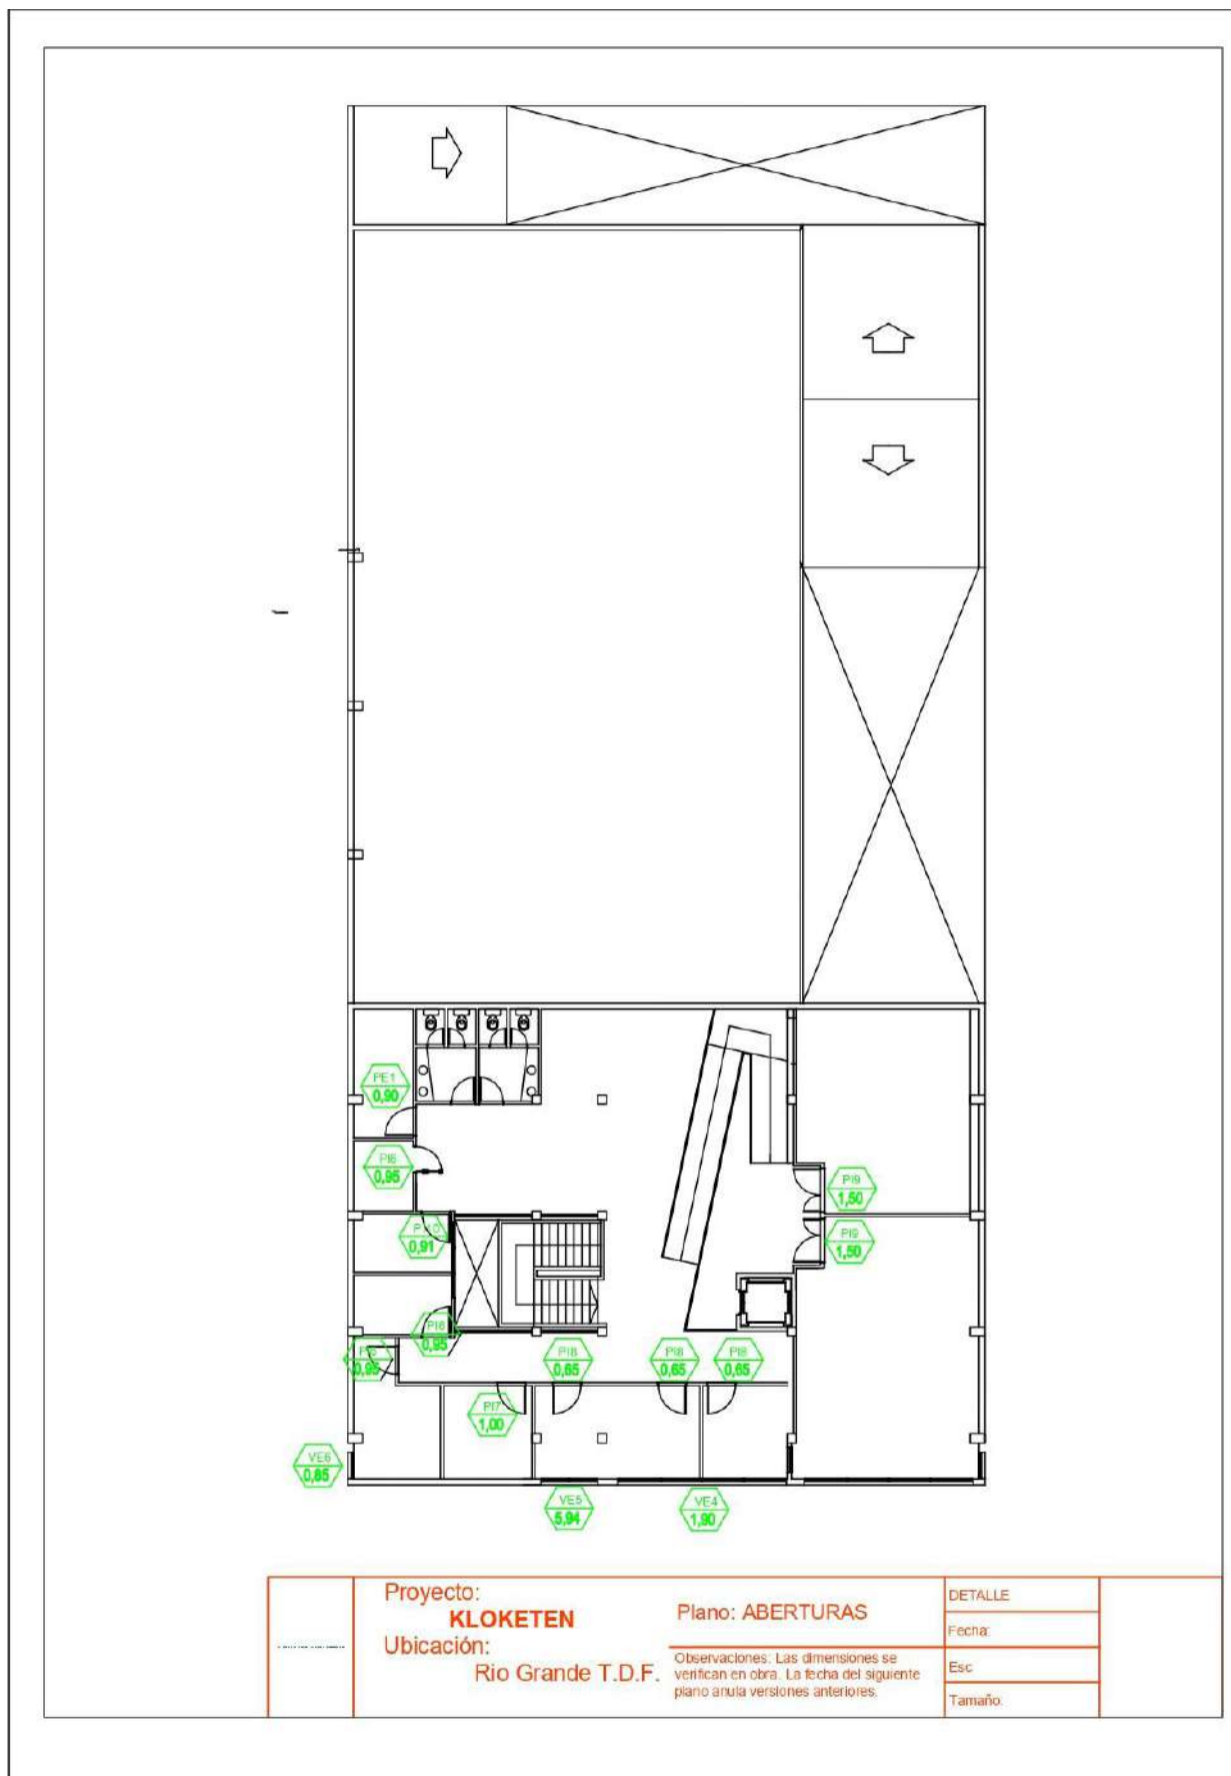 PE1
0,90
PI6
0,95
PI9
1,50
0,91
PI9
1,50
PI6
0,95
0,95
PI8
0,65
PI8
0,65
PI8
0,65
PI7
1,00
VE6
0,85
VE5
5,94
VE4
1,90
Proyecto:
KLOKETEN
Ubicación:
Rio Grande T.D.F.
Plano: ABERTURAS
Observaciones: Las dimensiones se
verifican en obra. La fecha del siguiente
plano anula versiones anteriores.
DETALLE
Fecha:
Esc
Tamaño: